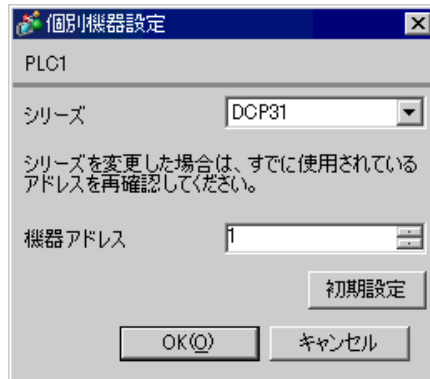 個別機器設定
PLC1
シリーズ DCP31
シリーズを変更した場合は、すでに使用されている
アドレスを再確認してください。
機器アドレス 1
初期設定
OK(O) キャンセル